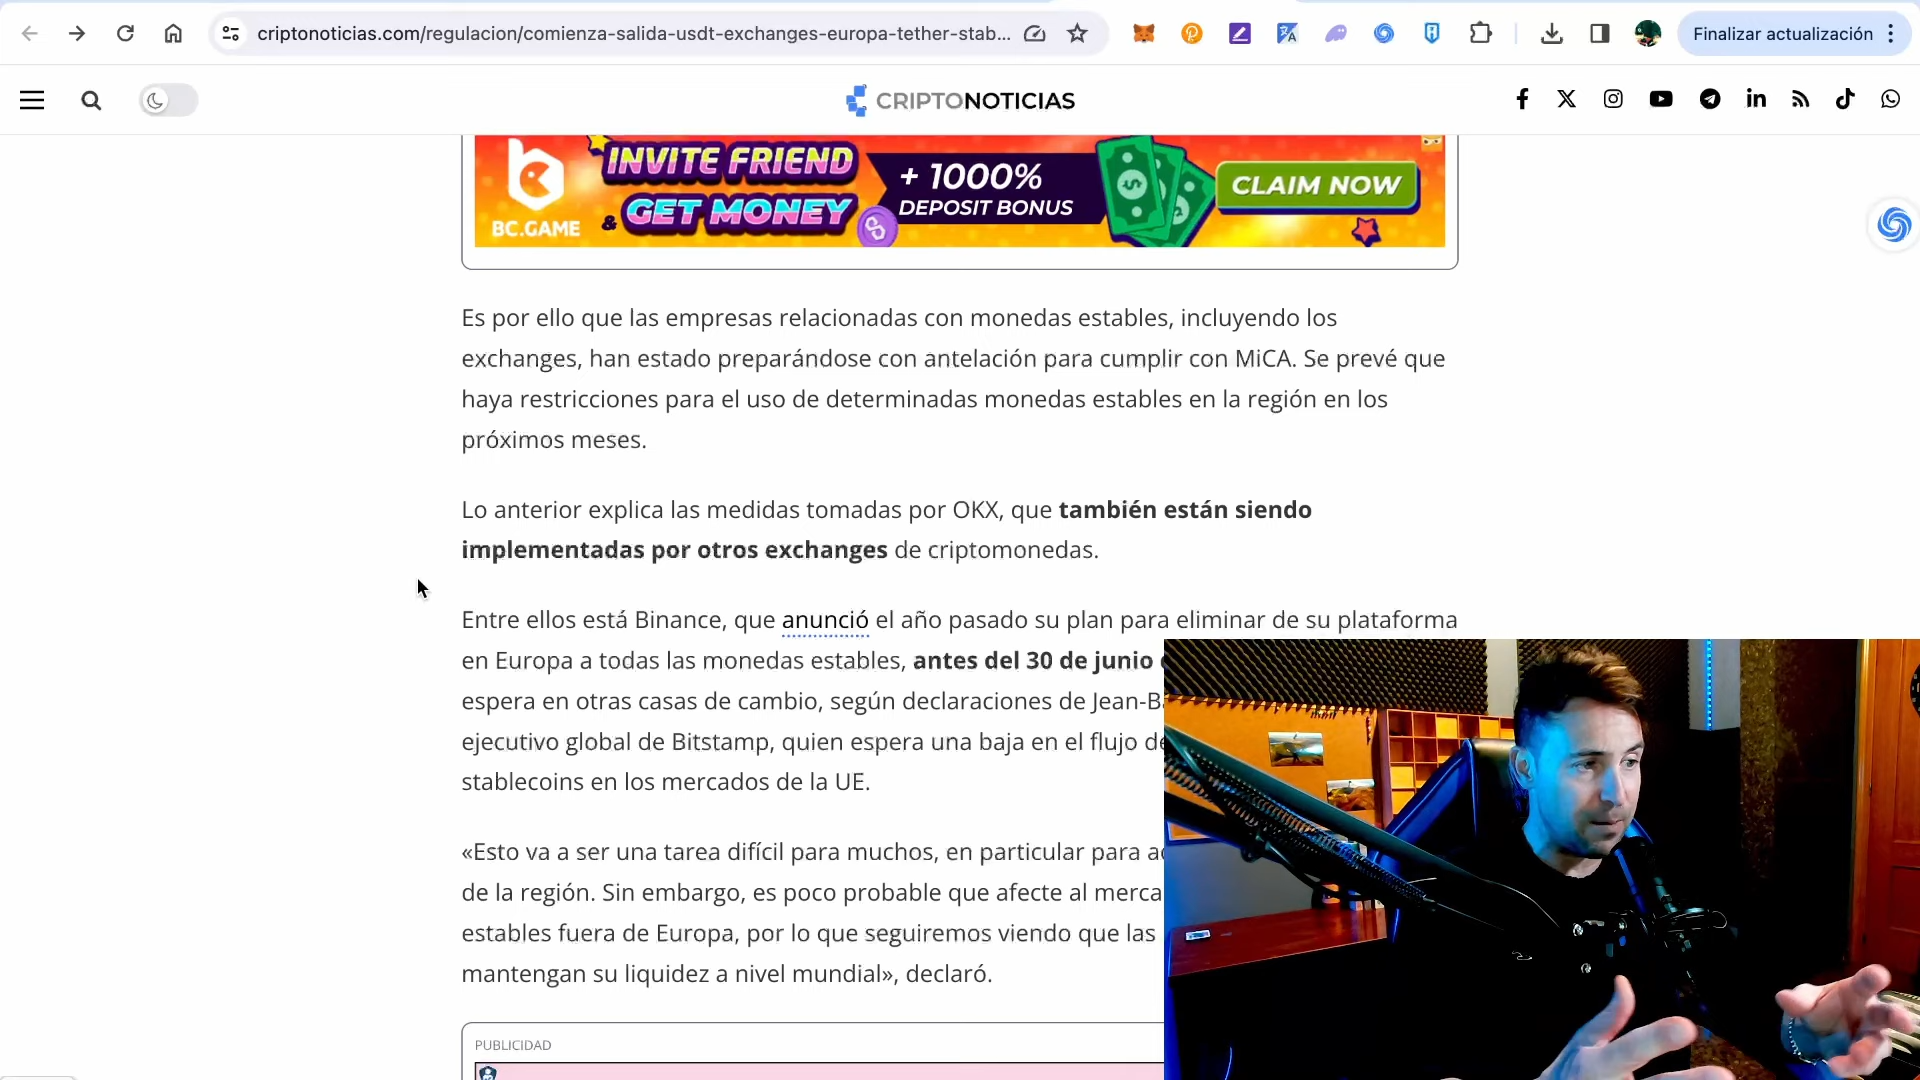 criptonoticias.com/regulacion/comienza-salida-usdt-exchanges-europa-tether-stab...
Finalizar actualización
CRIPTONOTICIAS
INVITE FRIEND
& GET MONEY
BC.GAME
+ 1000%
DEPOSIT BONUS
CLAIM NOW
Es por ello que las empresas relacionadas con monedas estables, incluyendo los
exchanges, han estado preparándose con antelación para cumplir con MiCA. Se prevé que
haya restricciones para el uso de determinadas monedas estables en la región en los
próximos meses.
Lo anterior explica las medidas tomadas por OKX, que también están siendo
implementadas por otros exchanges de criptomonedas.
Entre ellos está Binance, que anunció el año pasado su plan para eliminar de su plataforma
en Europa a todas las monedas estables, antes del 30 de junio
espera en otras casas de cambio, según declaraciones de
ejecutivo global de Bitstamp, quien espera una baja en el flujo
stablecoins en los mercados de la UE.
«Esto va a ser una tarea difícil para muchos, en particular para
de la región. Sin embargo, es poco probable que afecte al
estables fuera de Europa, por lo que seguiremos viendo que las
mantengan su liquidez a nivel mundial», declaró.
PUBLICIDAD